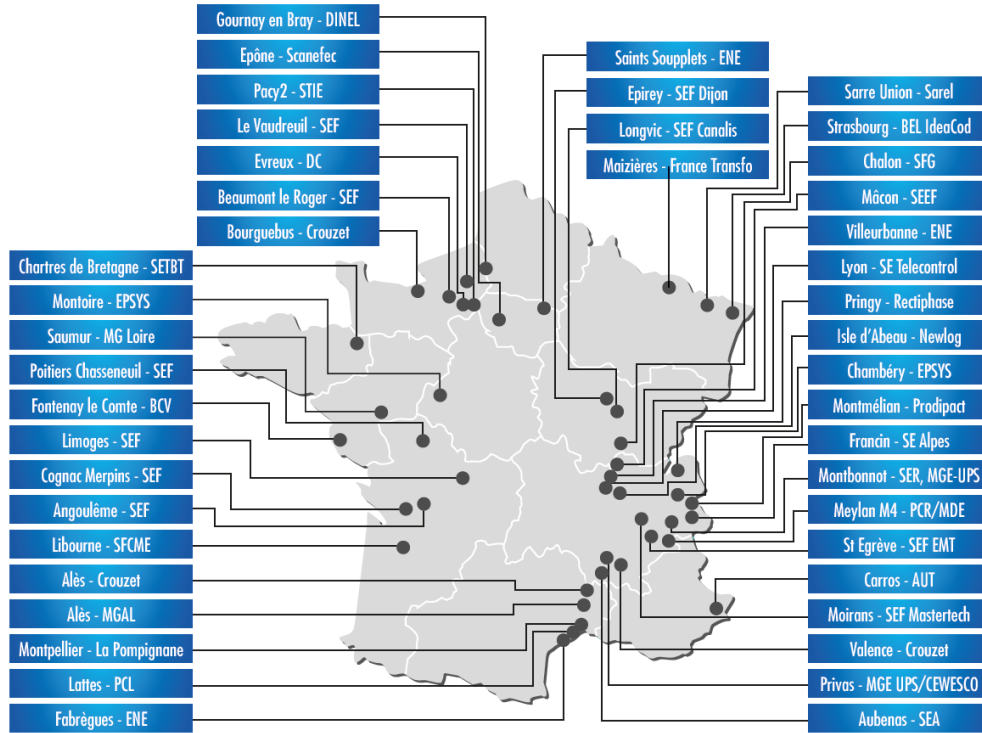 Gournay en Bray - DINEL
Epône - Scanefec
Pacy2 - STIE
Le Vaudreuil - SEF
Evreux - DC
Beaumont le Roger - SEF
Bourguebus - Crouzet
Chartres de Bretagne - SETBT
Montoire - EPSYS
Saumur - MG Loire
Poitiers Chasseneuil - SEF
Fontenay le Comte - BCV
Limoges - SEF
Cognac Merpins - SEF
Angoulême - SEF
Libourne - SFCME
Alès - Crouzet
Alès - MGAL
Montpellier - La Pompignane
Lattes - PCL
Fabrègues - ENE
Saints Soupplets - ENE
Epirey - SEF Dijon
Longvic - SEF Canalis
Maizières - France Transfo
Sarre Union - Sarel
Strasbourg - BEL IdeaCod
Chalon - SFG
Mâcon - SEEF
Villeurbanne - ENE
Lyon - SE Telecontrol
Pringy - Rectiphase
Isle d'Abeau - Newlog
Chambéry - EPSYS
Montmélian - Prodipact
Francin - SE Alpes
Montbonnot - SER, MGE-UPS
Meylan M4 - PCR/MDE
St Egrève - SEF EMT
Carros - AUT
Moirans - SEF Mastertech
Valence - Crouzet
Privas - MGE UPS/CEWESCO
Aubenas - SEA